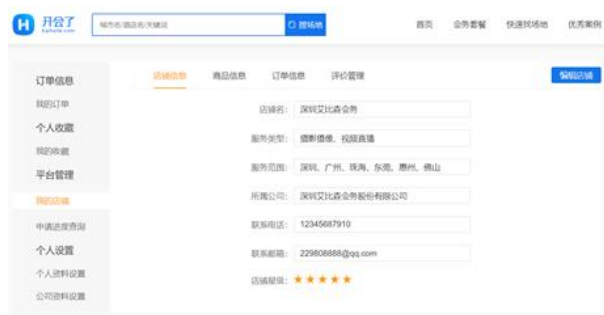 H 开会了 城市名/酒店名/关键词 搜场地 首页 会务套餐 快速找场地 优秀案例
kaihuile.com
订单信息 店铺信息 商品信息 订单信息 评价管理 编辑店铺
我的订单
个人收藏
我的收藏
平台管理
我的店铺
申请进度查询
个人设置
个人资料设置
公司资料设置
店铺名: 深圳艾比森会务
服务类型: 摄影摄像、视频直播
服务范围: 深圳、广州、珠海、东莞、惠州、佛山
所属公司: 深圳艾比森会务股份有限公司
联系电话: 12345687910
联系邮箱: 229808888@qq.com
店铺星级: